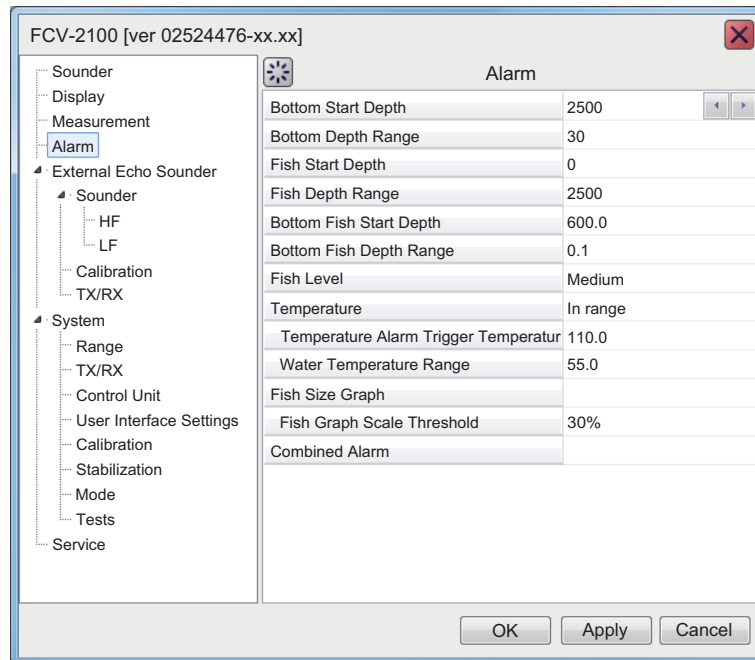 FCV-2100 [ver 02524476-xx.xx]
Sounder
Display
Measurement
Alarm
External Echo Sounder
Sounder
HF
LF
Calibration
TX/RX
System
Range
TX/RX
Control Unit
User Interface Settings
Calibration
Stabilization
Mode
Tests
Service
Alarm
Bottom Start Depth 2500
Bottom Depth Range 30
Fish Start Depth 0
Fish Depth Range 2500
Bottom Fish Start Depth 600.0
Bottom Fish Depth Range 0.1
Fish Level Medium
Temperature In range
Temperature Alarm Trigger Temperatur 110.0
Water Temperature Range 55.0
Fish Size Graph
Fish Graph Scale Threshold 30%
Combined Alarm
OK Apply Cancel